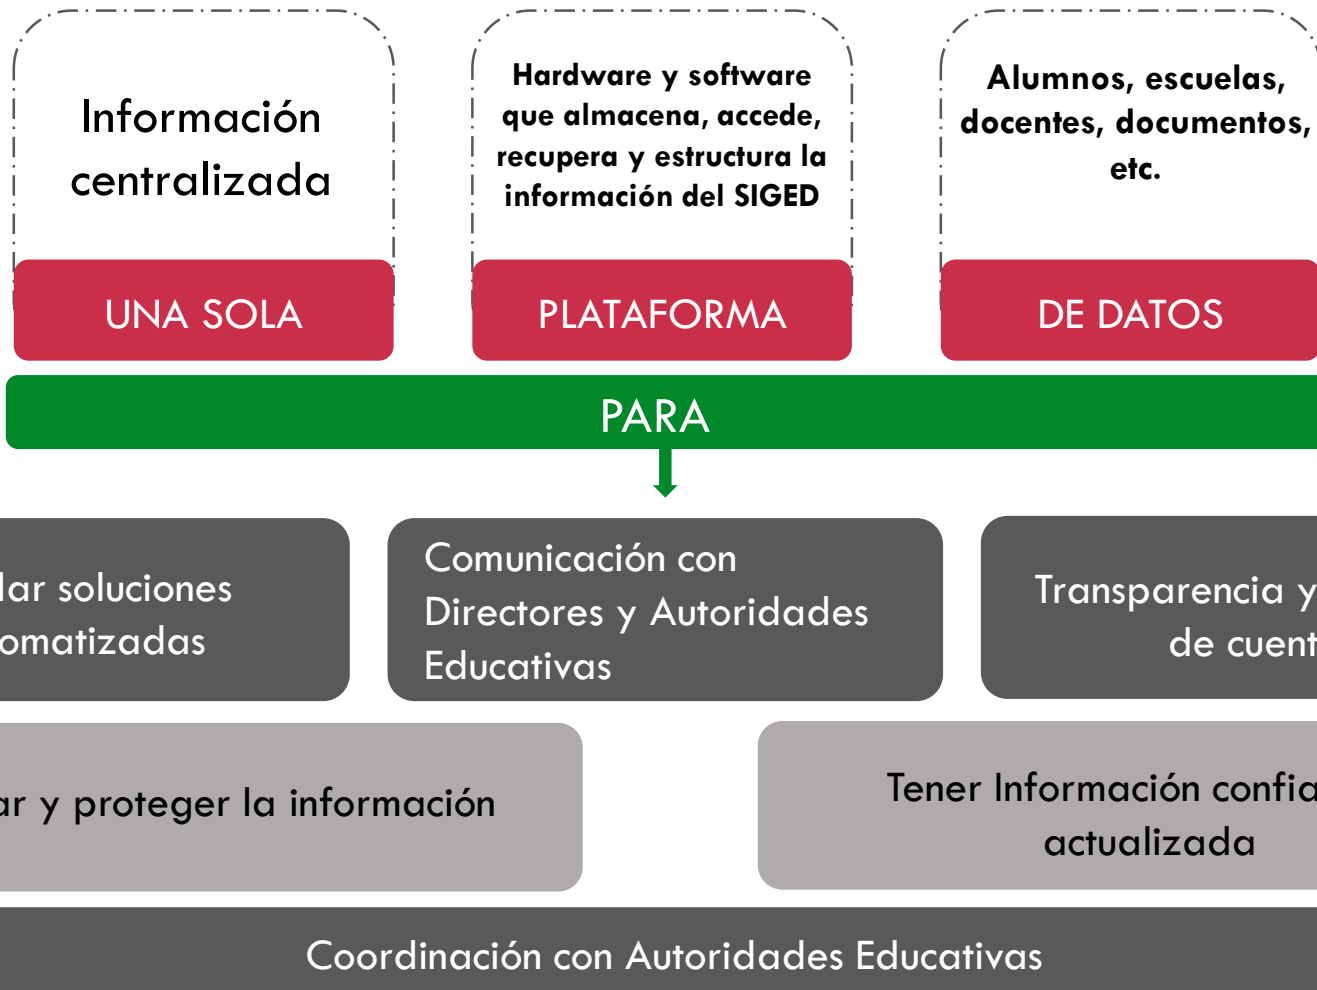 Información
centralizada
UNA SOLA
Hardware y software
que almacena, accede,
recupera y estructura la
información del SIGED
PLATAFORMA
Alumnos, escuelas,
docentes, documentos,
etc.
DE DATOS
PARA
soluciones
Comunicación con
Directores y Autoridades
Educativas
Transparencia y
de
y proteger la información
Tener Información
actualizada
Coordinación con Autoridades Educativas